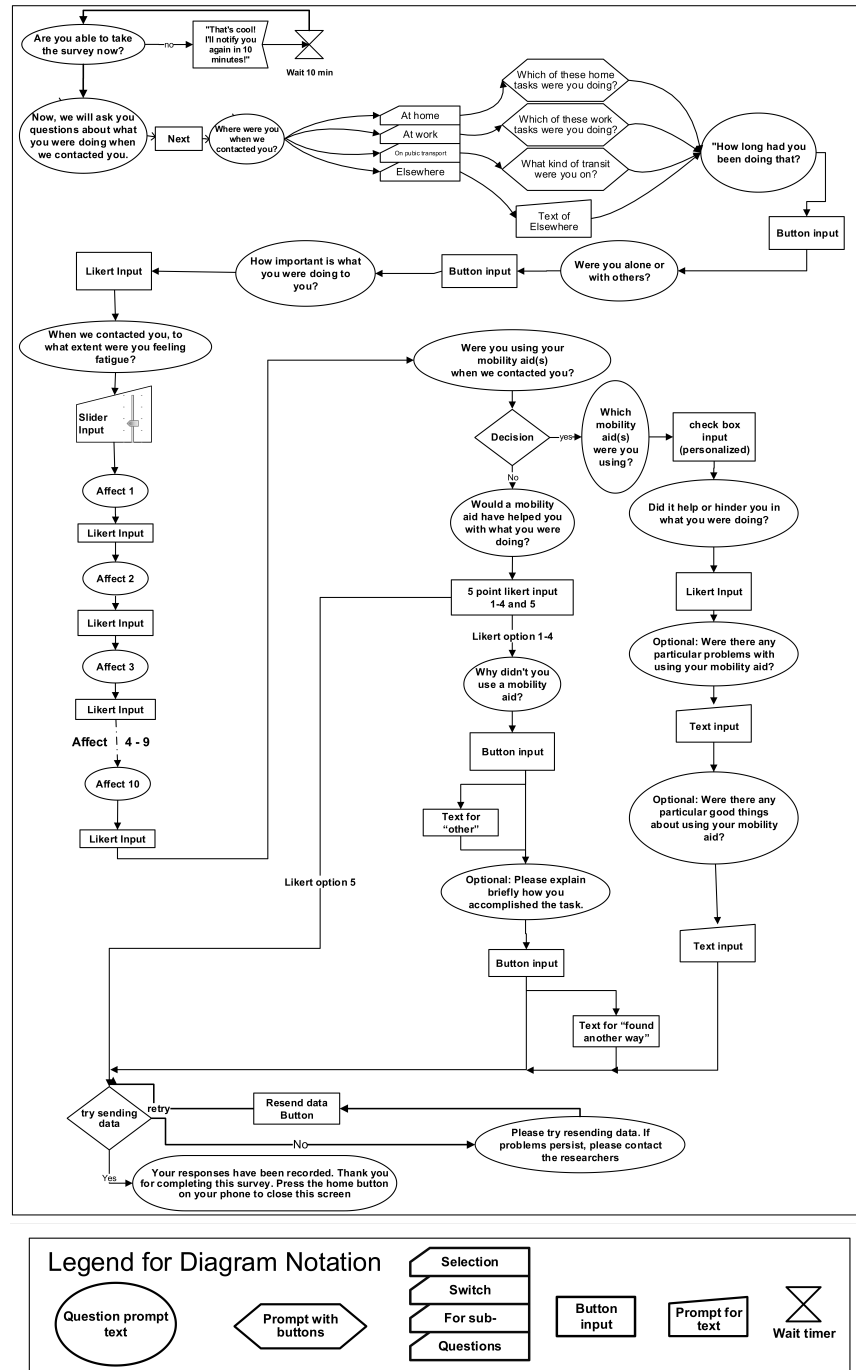 Are you able to take
the survey now?
no
"That's cool!
I'll notify you
again in 10
minutes!"
Wait 10 min
Now, we will ask you
questions about what
you were doing when
we contacted you.
Next
Where were you
when we
contacted you?
At home
At work
On pubic transport
Elsewhere
Which of these home
tasks were you doing?
Which of these work
tasks were you doing?
What kind of transit
were you on?
Text of
Elsewhere
"How long had you
been doing that?
Button input
Were you alone or
with others?
Button input
How important is what
you were doing to
you?
Likert Input
When we contacted you, to
what extent were you feeling
fatigue?
Slider
Input
Affect 1
Likert Input
Affect 2
Likert Input
Affect 3
Likert Input
Affect 4 - 9
Affect 10
Likert Input
Were you using your
mobility aid(s)
when we contacted you?
Decision
yes
No
Which
mobility
aid(s)
were you
using?
check box
input
(personalized)
Did it help or hinder you in
what you were doing?
Likert Input
Optional: Were there any
particular problems with
using your mobility aid?
Text input
Optional: Were there any
particular good things
about using your mobility
aid?
Text input
Would a mobility
aid have helped you
with what you were
doing?
5 point likert input
1-4 and 5
Likert option 1-4
Why didn't you
use a mobility
aid?
Button input
Text for
“other”
Optional: Please explain
briefly how you
accomplished the task.
Button input
Text for “found
another way”
Likert option 5
try sending
data
retry
Resend data
Button
No
Please try resending data. If
problems persist, please contact
the researchers
Yes
Your responses have been recorded. Thank you
for completing this survey. Press the home button
on your phone to close this screen
Legend for Diagram Notation
Question prompt
text
Prompt with
buttons
Selection
Switch
For sub-
Questions
Button
input
Prompt for
text
Wait timer